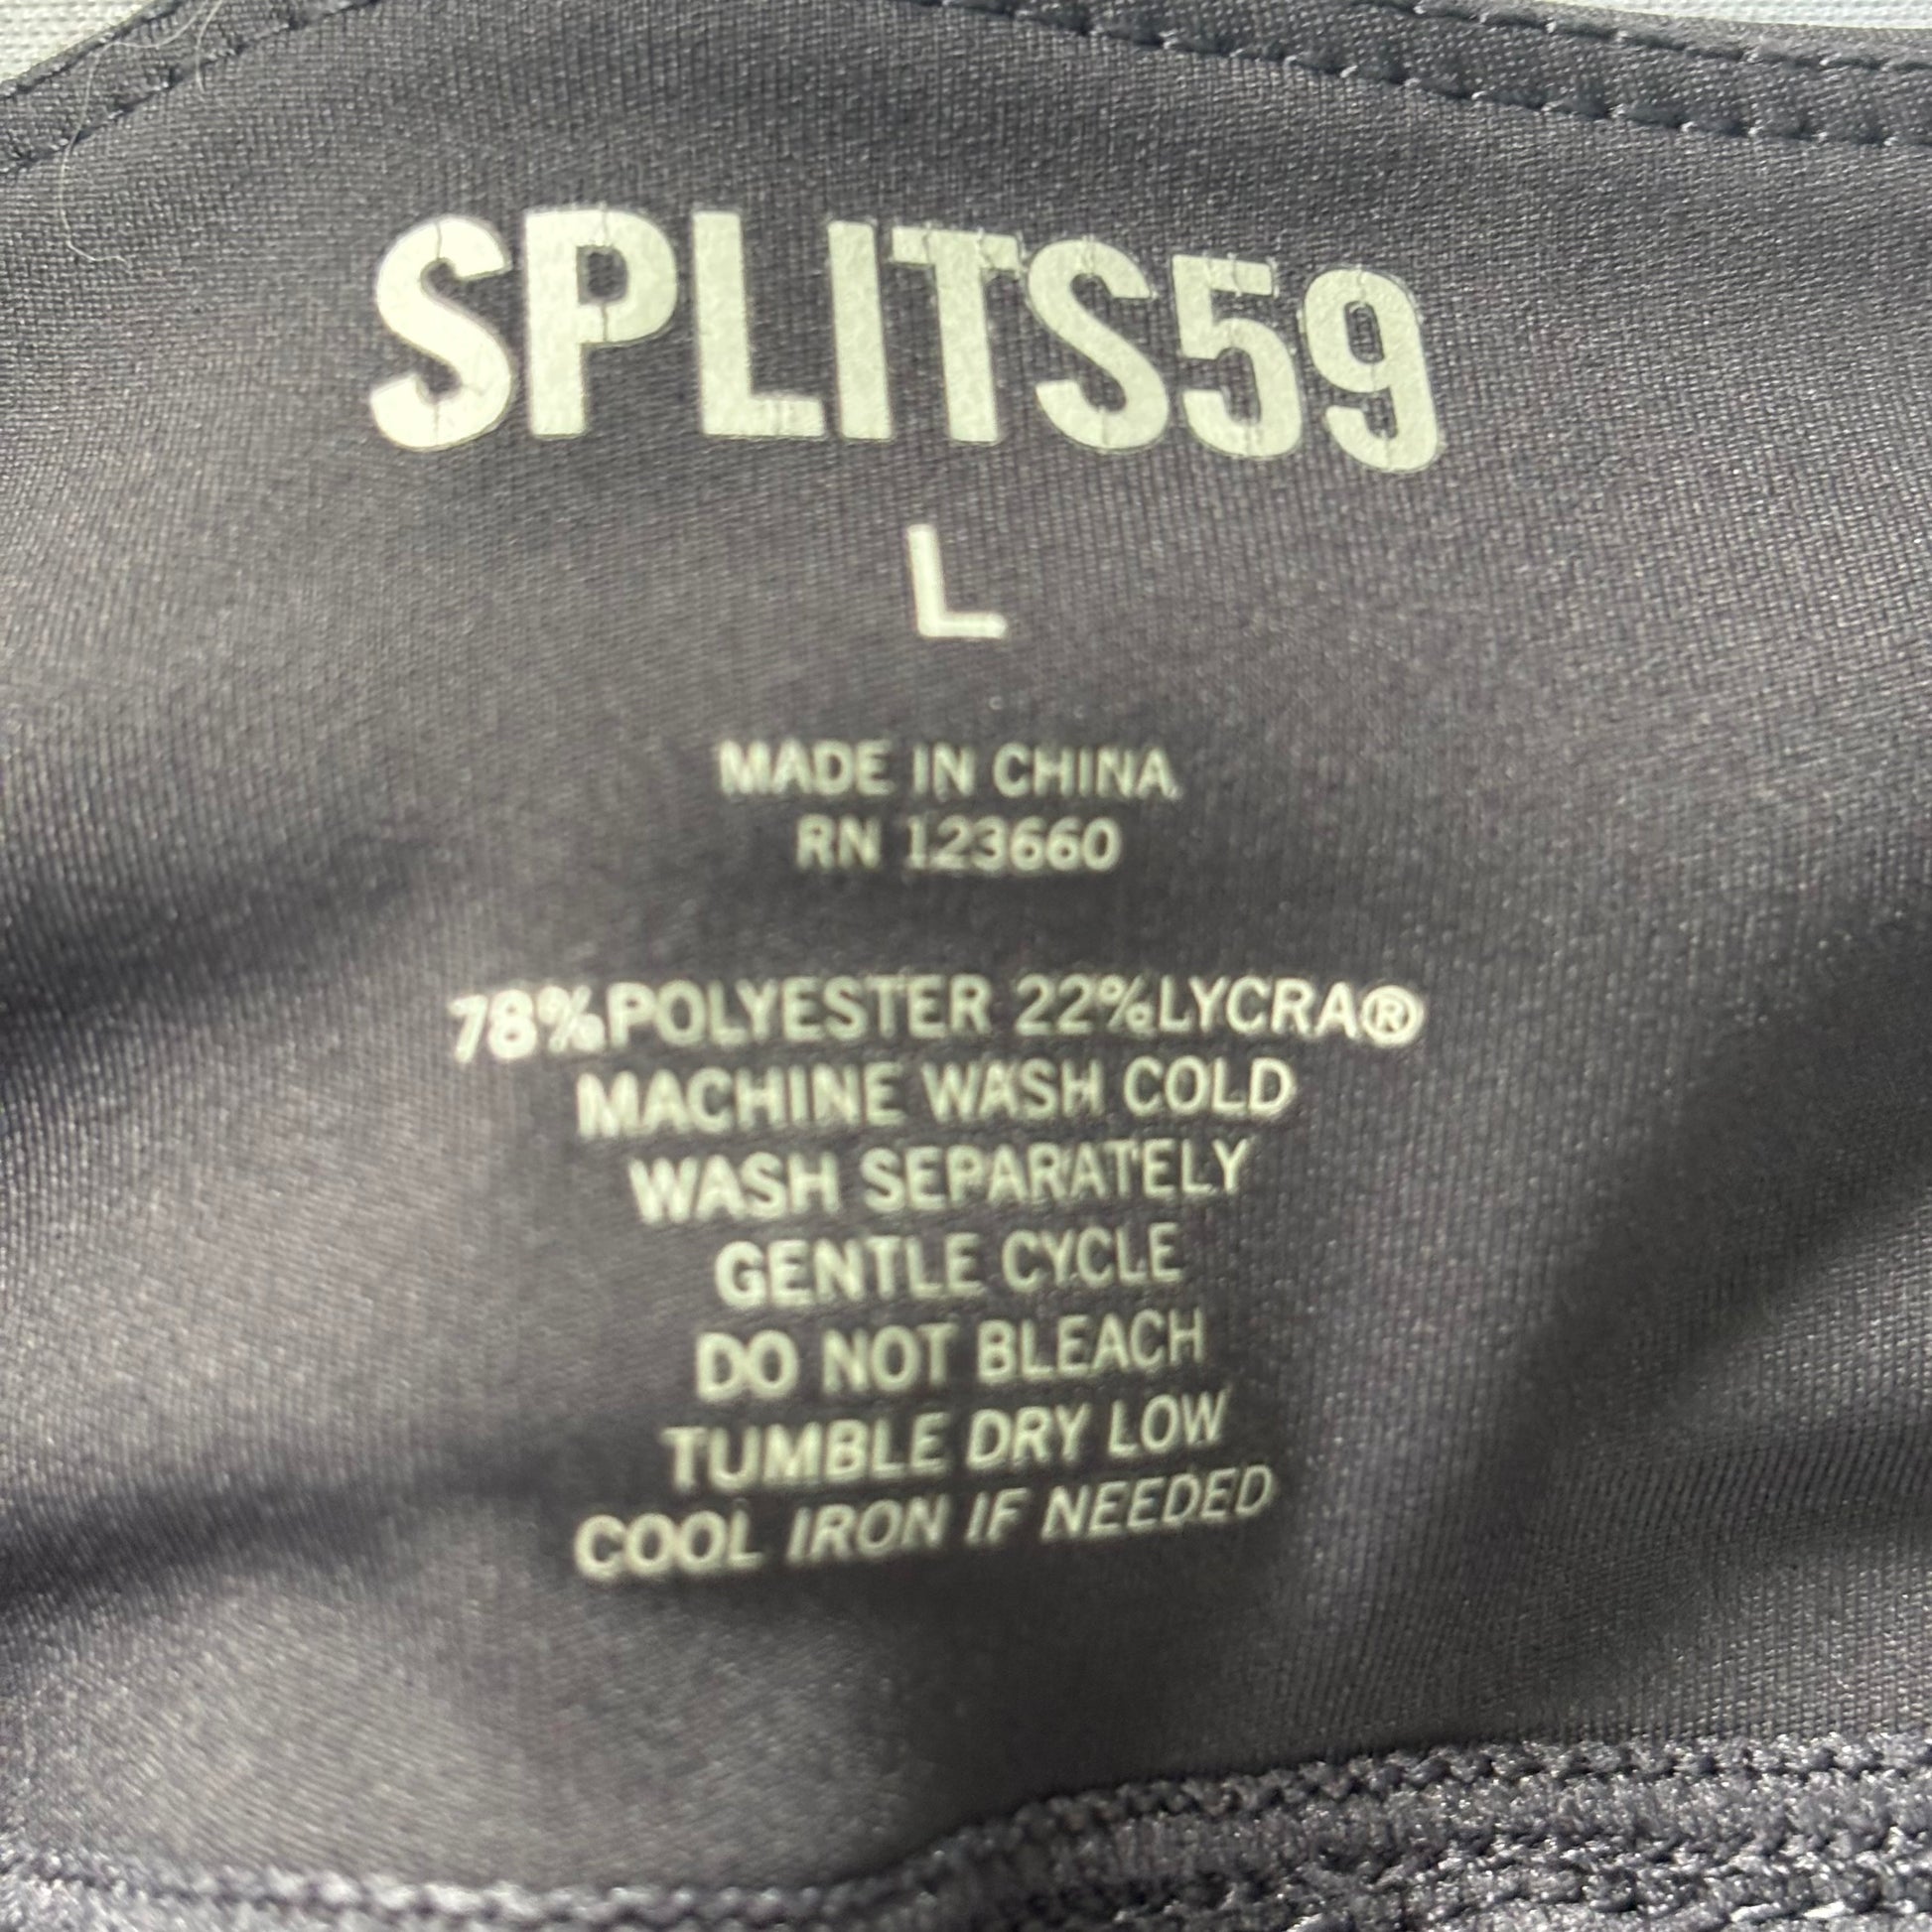 SPLITS59
L
MADE IN CHINA
RN 123660
78%POLYESTER 22%LYCRA®
MACHINE WASH COLD
WASH SEPARATELY
GENTLE CYCLE
DO NOT BLEACH
TUMBLE DRY LOW
COOL IRON IF NEEDED